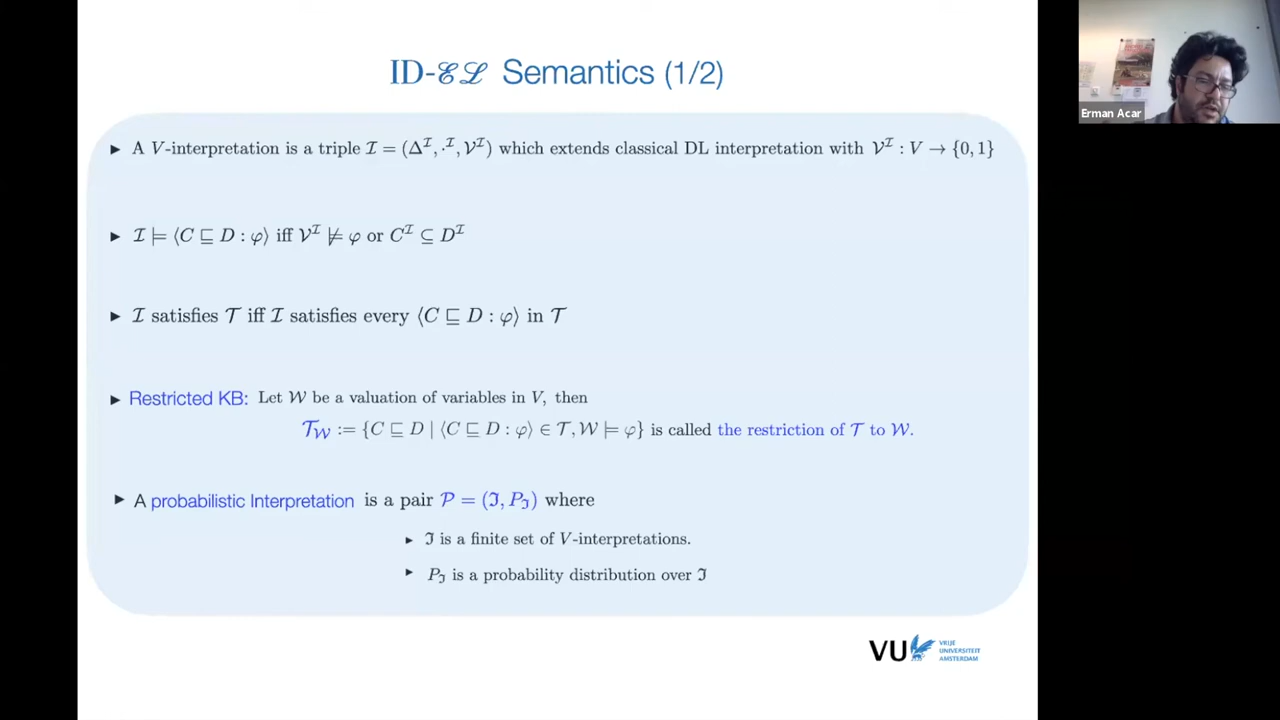 ID-ℰℒ Semantics (1/2)
Erman Acar
► A V-interpretation is a triple ℐ = (Δ^ℐ, ·^ℐ, 𝒱^ℐ) which extends classical DL interpretation with 𝒱^ℐ : V → {0, 1}
► ℐ ⊨ ⟨C ⊑ D : φ⟩ iff 𝒱^ℐ ⊭ φ or C^ℐ ⊆ D^ℐ
► ℐ satisfies 𝒯 iff ℐ satisfies every ⟨C ⊑ D : φ⟩ in 𝒯
► Restricted KB: Let 𝒲 be a valuation of variables in V, then
𝒯_𝒲 := {C ⊑ D | ⟨C ⊑ D : φ⟩ ∈ 𝒯, 𝒲 ⊨ φ} is called the restriction of 𝒯 to 𝒲.
► A probabilistic Interpretation is a pair 𝒫 = (ℑ, P_ℑ) where
► ℑ is a finite set of V-interpretations.
► P_ℑ is a probability distribution over ℑ
VU VRIJE
UNIVERSITEIT
AMSTERDAM